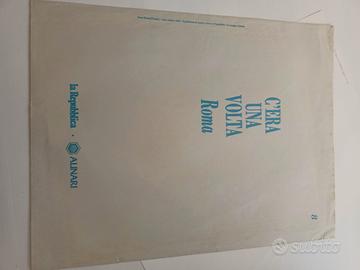 C'ERA
UNA
VOLTA
Roma
la Repubblica · ALINARI
8
subito